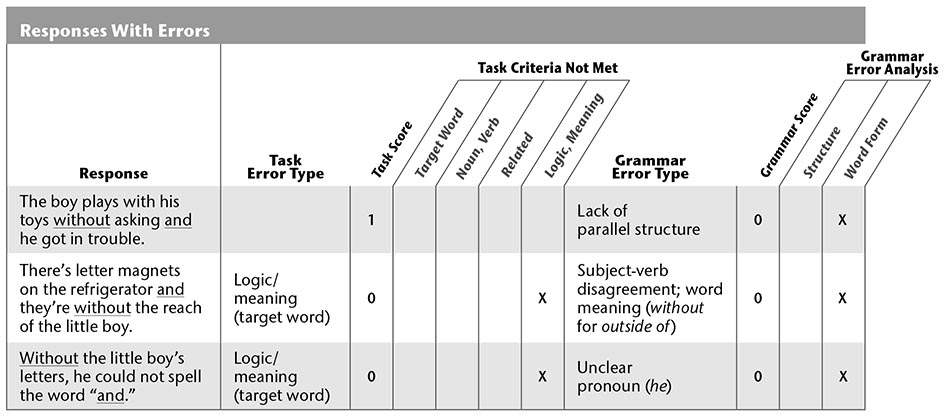 Responses With Errors
Task Criteria Not Met
Grammar
Error Analysis
Response
Task
Error Type
Task Score
Target Word
Noun, Verb
Related
Logic, Meaning
Grammar
Error Type
Grammar Score
Structure
Word Form
The boy plays with his
toys without asking and
he got in trouble.
1
Lack of
parallel structure
0
X
There’s letter magnets
on the refrigerator and
they’re without the reach
of the little boy.
Logic/
meaning
(target word)
0
X
Subject-verb
disagreement; word
meaning (without
for outside of)
0
X
Without the little boy’s
letters, he could not spell
the word “and.”
Logic/
meaning
(target word)
0
X
Unclear
pronoun (he)
0
X